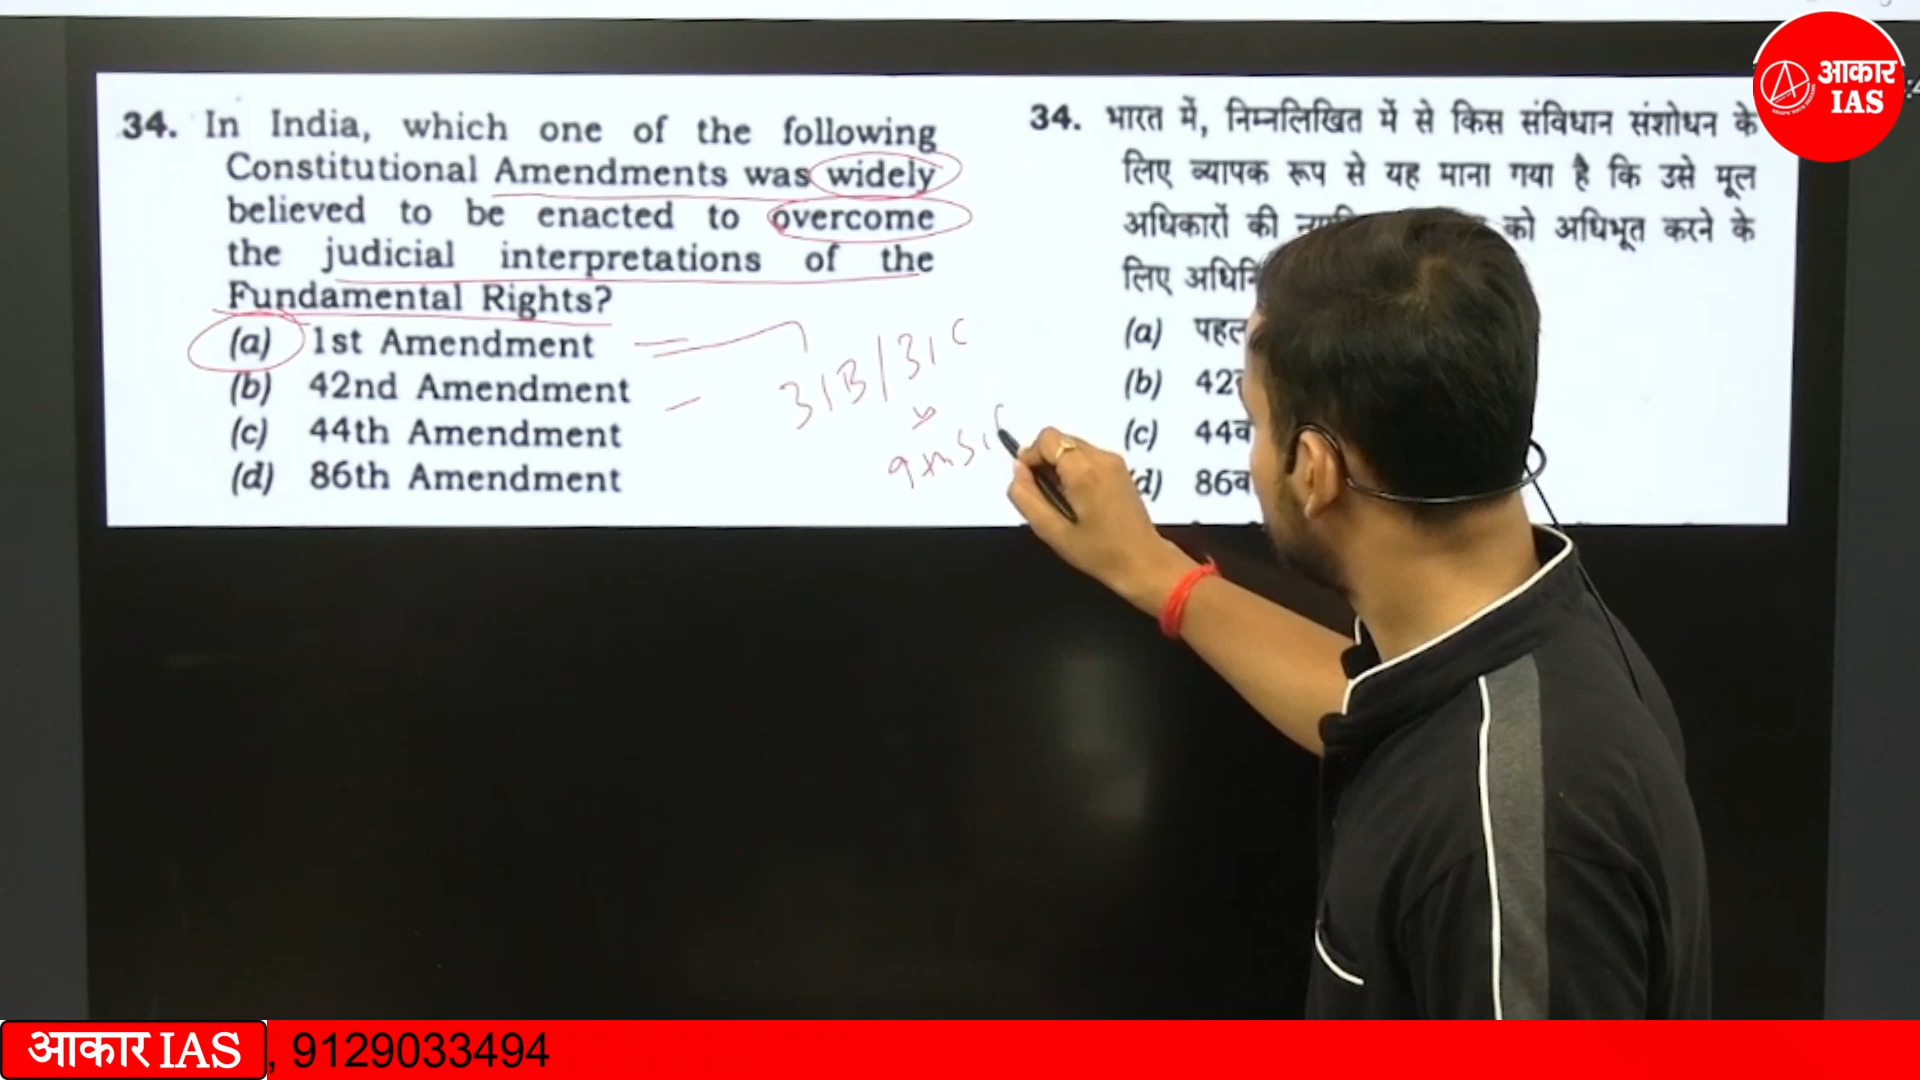 आकार
IAS
34. In India, which one of the following
Constitutional Amendments was widely
believed to be enacted to overcome
the judicial interpretations of the
Fundamental Rights?
(a) 1st Amendment
(b) 42nd Amendment
(c) 44th Amendment
(d) 86th Amendment
31B/31C
34. भारत में, निम्नलिखित में से किस संविधान संशोधन के
लिए व्यापक रूप से यह माना गया है कि उसे मूल
अधिकारों की को अधिभूत करने के
लिए
(a)
(b) 42
(c) 44
(d) 86
आकार IAS , 9129033494